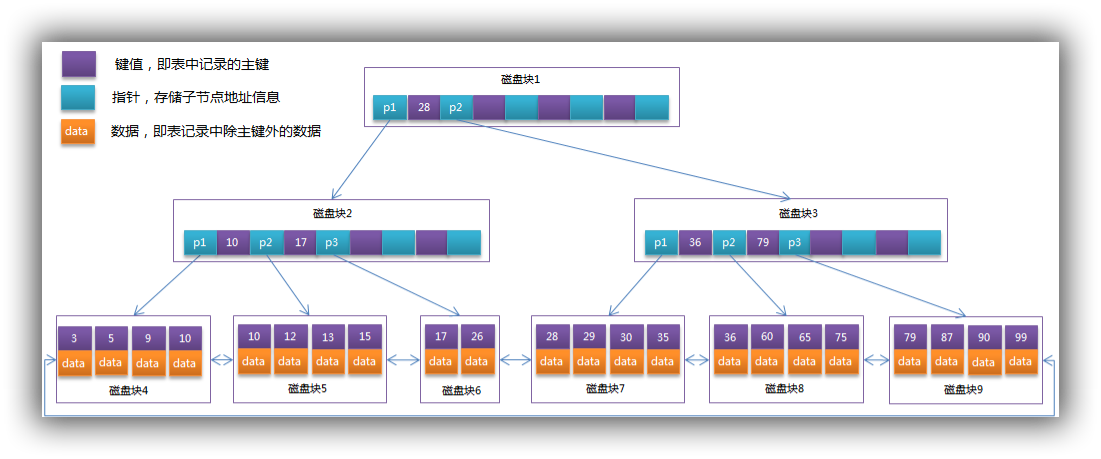 键值，即表中记录的主键
指针，存储子节点地址信息
data 数据，即表记录中除主键外的数据
磁盘块1
p1 28 p2
磁盘块2
p1 10 p2 17 p3
磁盘块3
p1 36 p2 79 p3
3 5 9 10
data data data data
磁盘块4
10 12 13 15
data data data data
磁盘块5
17 26
data data
磁盘块6
28 29 30 35
data data data data
磁盘块7
36 60 65 75
data data data data
磁盘块8
79 87 90 99
data data data data
磁盘块9